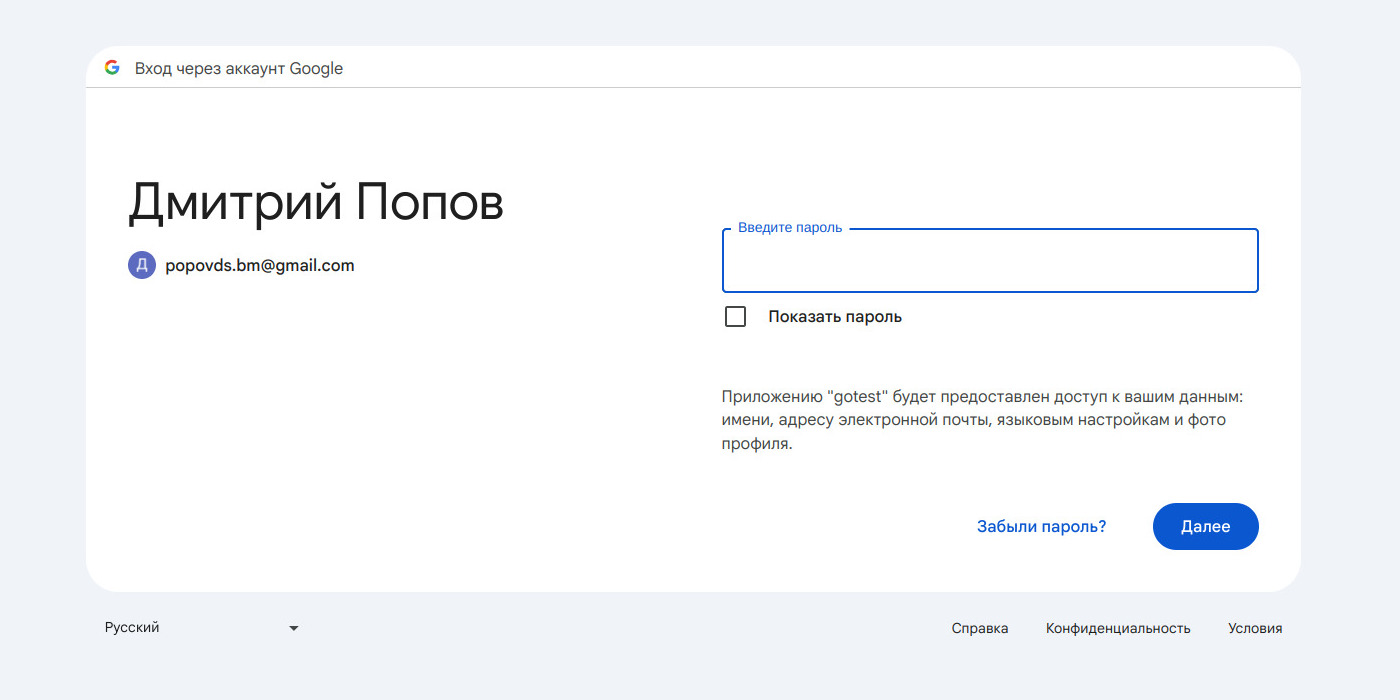 Вход через аккаунт Google
Дмитрий Попов
Д popovds.bm@gmail.com
Введите пароль
Показать пароль
Приложению "gotest" будет предоставлен доступ к вашим данным:
имени, адресу электронной почты, языковым настройкам и фото
профиля.
Забыли пароль? Далее
Русский Справка Конфиденциальность Условия